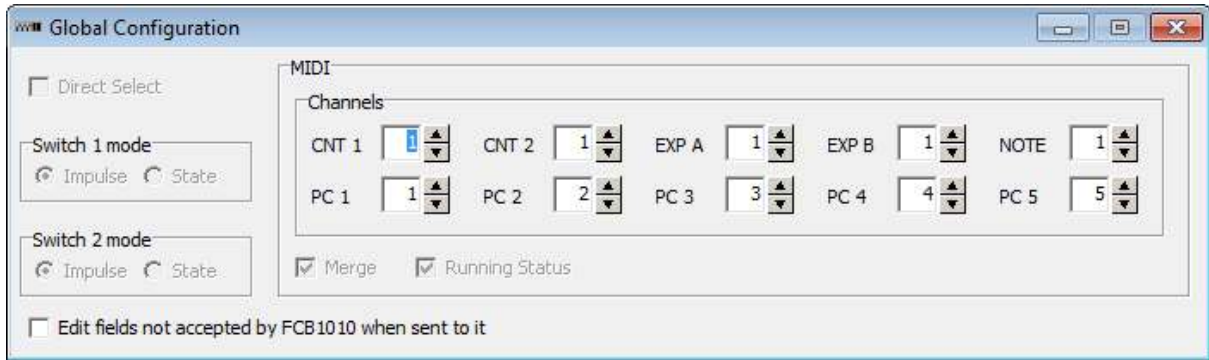 Global Configuration
Direct Select
Switch 1 mode
Impulse State
Switch 2 mode
Impulse State
MIDI
Channels
CNT 1 1 CNT 2 1 EXP A 1 EXP B 1 NOTE 1
PC 1 1 PC 2 2 PC 3 3 PC 4 4 PC 5 5
Merge Running Status
Edit fields not accepted by FCB1010 when sent to it